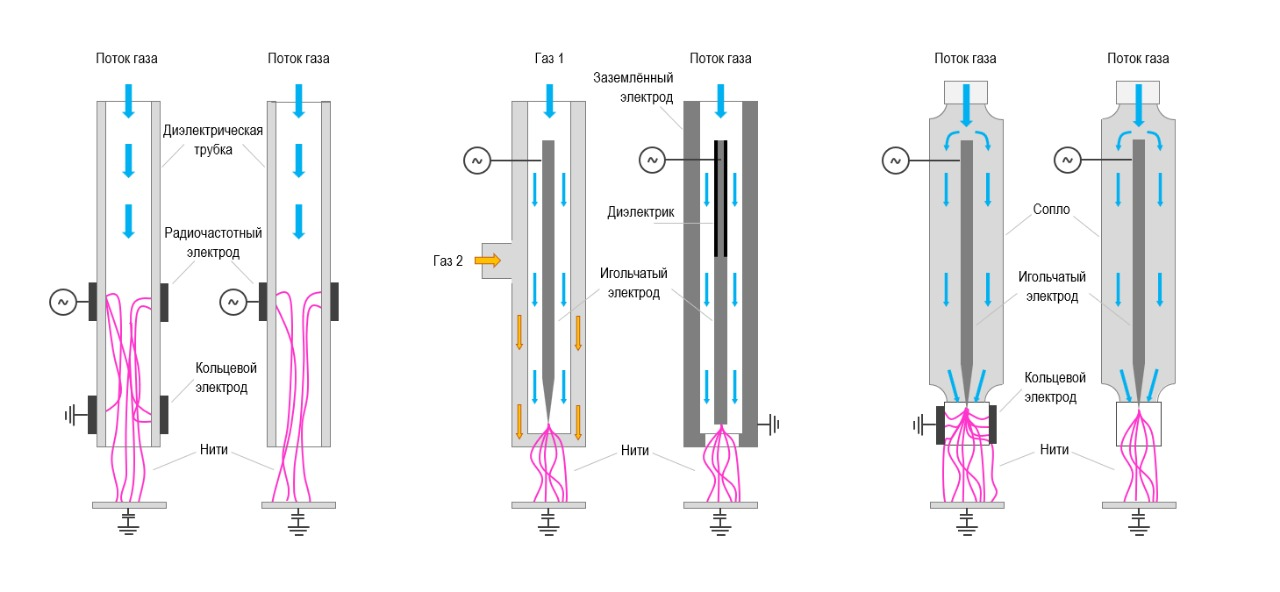 Поток газа
Поток газа
Диэлектрическая
трубка
Радиочастотный
электрод
Кольцевой
электрод
Нити
Газ 1
Поток газа
Заземлённый
электрод
Диэлектрик
Газ 2
Игольчатый
электрод
Нити
Поток газа
Поток газа
Сопло
Игольчатый
электрод
Кольцевой
электрод
Нити